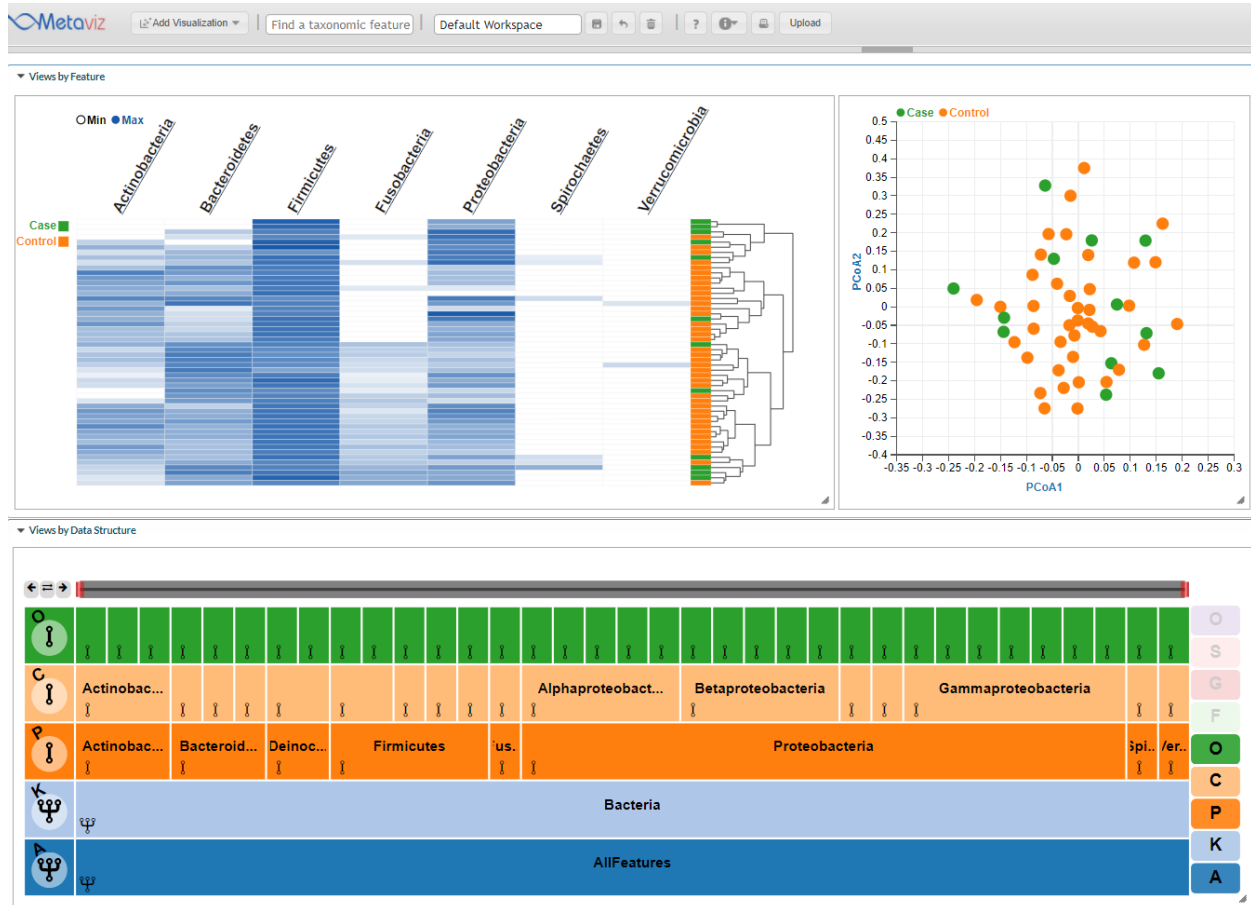 Metaviz Add Visualization Find a taxonomic feature Default Workspace ? i Upload
Views by Feature
Min Max
Actinobacteria Bacteroidetes Firmicutes Fusobacteria Proteobacteria Spirochaetes Verrucomicrobia
Case
Control
Case Control
0.5
0.45
0.4
0.35
0.3
0.25
0.2
0.15
0.1
0.05
0
-0.05
-0.1
-0.15
-0.2
-0.25
-0.3
-0.35
-0.4
PCoA2
-0.35 -0.3 -0.25 -0.2 -0.15 -0.1 -0.05 0 0.05 0.1 0.15 0.2 0.25 0.3
PCoA1
Views by Data Structure
O O
S
C Actinobac... Alphaproteobact... Betaproteobacteria Gammaproteobacteria G
F
P Actinobac... Bacteroid... Deinoc... Firmicutes us. Proteobacteria Spi.. /er.. O
C
K Bacteria P
K
A AllFeatures A